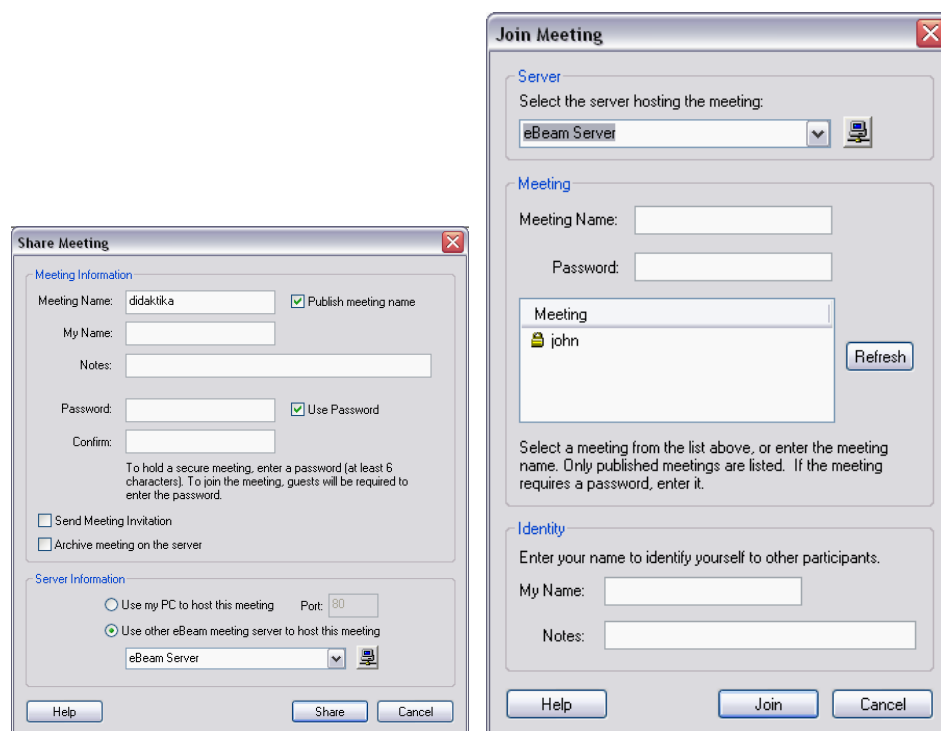 Share Meeting
Meeting Information
Meeting Name: didaktika Publish meeting name
My Name:
Notes:
Password: Use Password
Confirm:
To hold a secure meeting, enter a password (at least 6
characters). To join the meeting, guests will be required to
enter the password.
Send Meeting Invitation
Archive meeting on the server
Server Information
Use my PC to host this meeting Port: 80
Use other eBeam meeting server to host this meeting
eBeam Server
Help Share Cancel
Join Meeting
Server
Select the server hosting the meeting:
eBeam Server
Meeting
Meeting Name:
Password:
Meeting
john
Refresh
Select a meeting from the list above, or enter the meeting
name. Only published meetings are listed. If the meeting
requires a password, enter it.
Identity
Enter your name to identify yourself to other participants.
My Name:
Notes:
Help Join Cancel